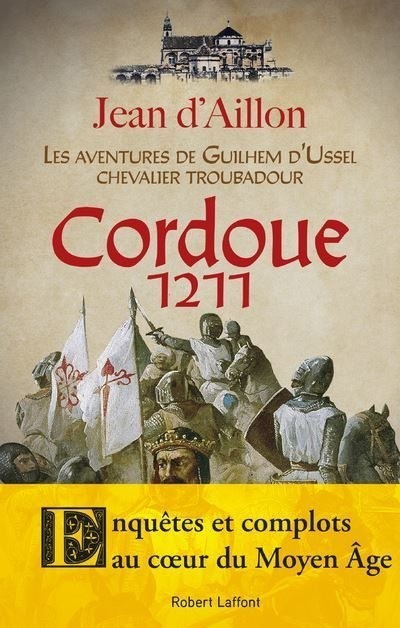 Jean d'Aillon
LES AVENTURES DE GUILHEM D'USSEL
CHEVALIER TROUBADOUR
Cordoue
1211
Enquêtes et complots
au cœur du Moyen Âge
Robert Laffont